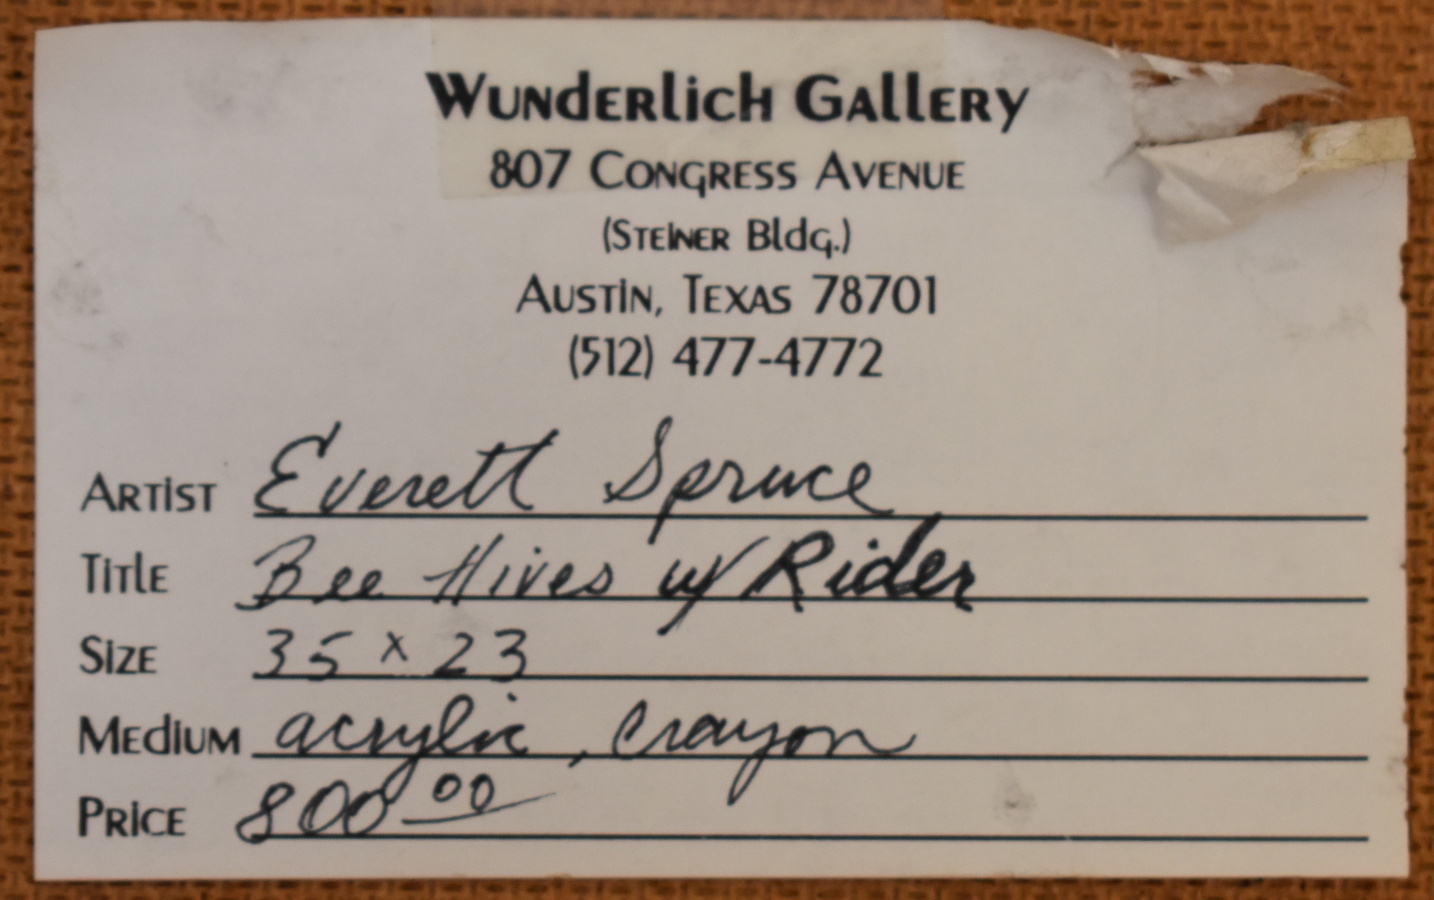 Wunderlich Gallery
807 Congress Avenue
(Steiner Bldg.)
Austin, Texas 78701
(512) 477-4772
Artist Everett Spruce
Title Bee Hives w/ Rider
Size 35 x 23
Medium acrylic, crayon
Price 800 00